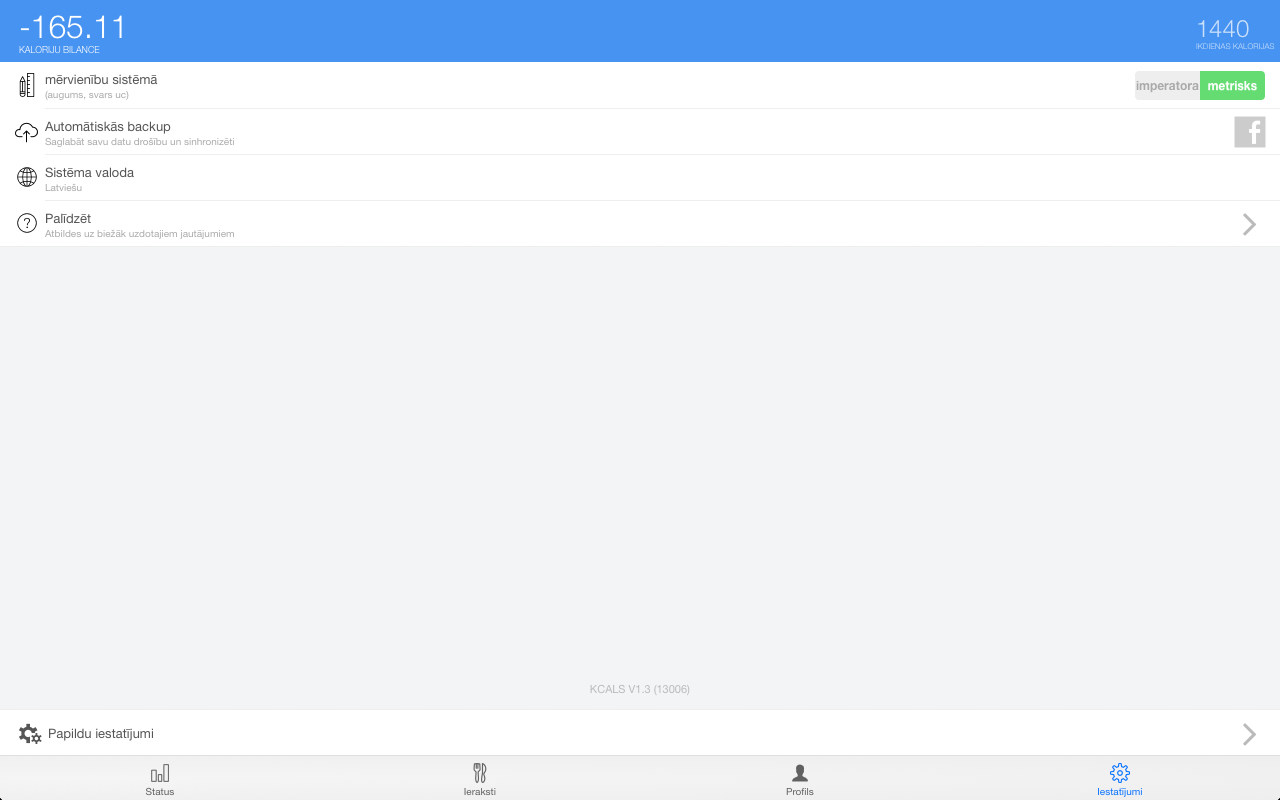 -165.11
KALORIJU BILANCE
1440
IKDIENAS KALORIJAS
mērvienību sistēmā
(augums, svars uc)
imperatora metrisks
Automātiskās backup
Saglabāt savu datu drošību un sinhronizēti
Sistēma valoda
Latviešu
Palīdzēt
Atbildes uz biežāk uzdotajiem jautājumiem
KCALS V1.3 (13006)
Papildu iestatījumi
Status
Ieraksti
Profils
Iestatījumi